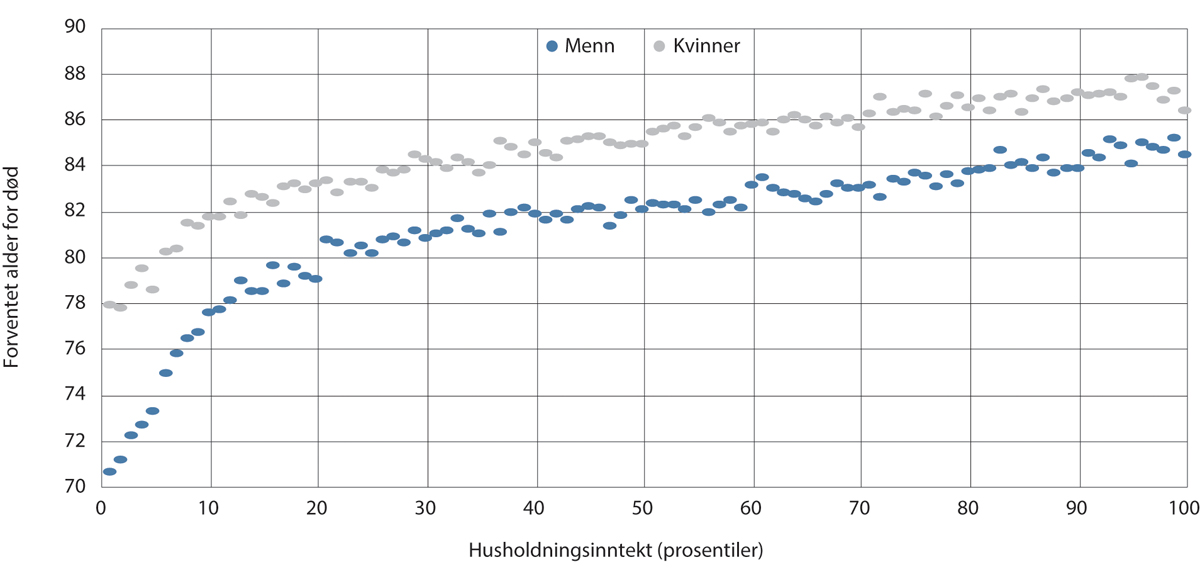 90
Menn Kvinner
88
86
84
82
80
78
76
74
72
70
Forventet alder for død
0 10 20 30 40 50 60 70 80 90 100
Husholdningsinntekt (prosentiler)